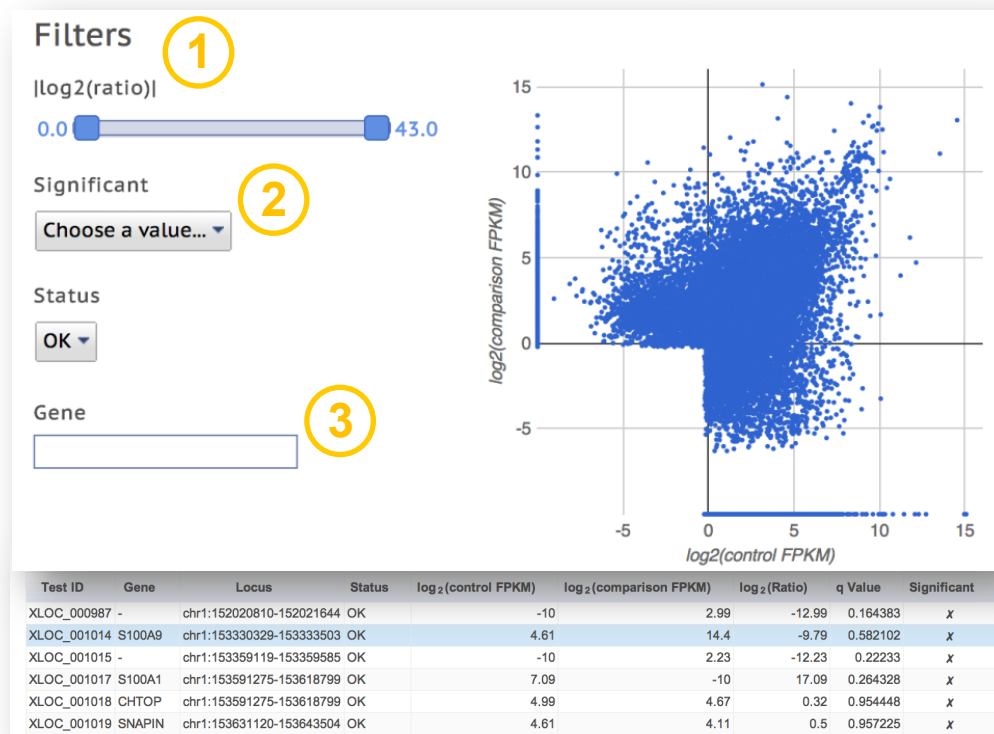 Filters
1
|log2(ratio)|
0.0 43.0
Significant
2
Choose a value...
Status
OK
Gene
3
15
10
5
0
-5
log2(comparison FPKM)
-5 0 5 10 15
log2(control FPKM)
Test ID Gene Locus Status log2(control FPKM) log2(comparison FPKM) log2(Ratio) q Value Significant
XLOC_000987 - chr1:152020810-152021644 OK -10 2.99 -12.99 0.164383 ✗
XLOC_001014 S100A9 chr1:153330329-153333503 OK 4.61 14.4 -9.79 0.582102 ✗
XLOC_001015 - chr1:153359119-153359585 OK -10 2.23 -12.23 0.22233 ✗
XLOC_001017 S100A1 chr1:153591275-153618799 OK 7.09 -10 17.09 0.264328 ✗
XLOC_001018 CHTOP chr1:153591275-153618799 OK 4.99 4.67 0.32 0.954448 ✗
XLOC_001019 SNAPIN chr1:153631120-153643504 OK 4.61 4.11 0.5 0.957225 ✗